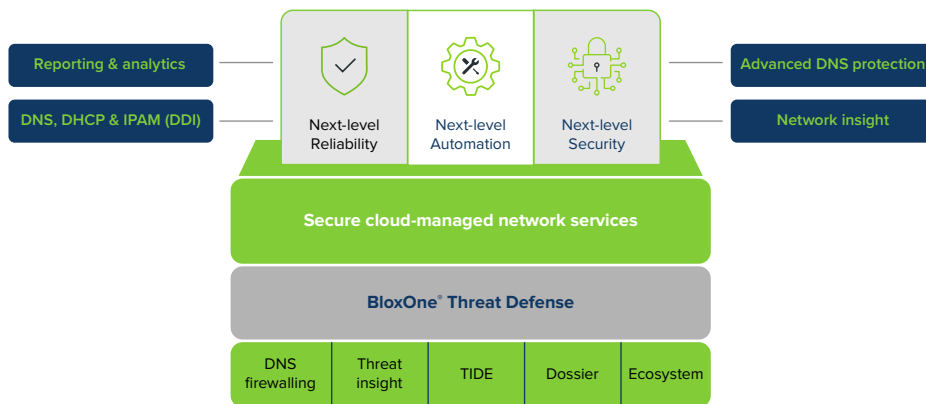 Reporting & analytics
DNS, DHCP & IPAM (DDI)
Next-level
Reliability
Next-level
Automation
Next-level
Security
Advanced DNS protection
Network insight
Secure cloud-managed network services
BloxOne® Threat Defense
DNS
firewalling
Threat
insight
TIDE
Dossier
Ecosystem